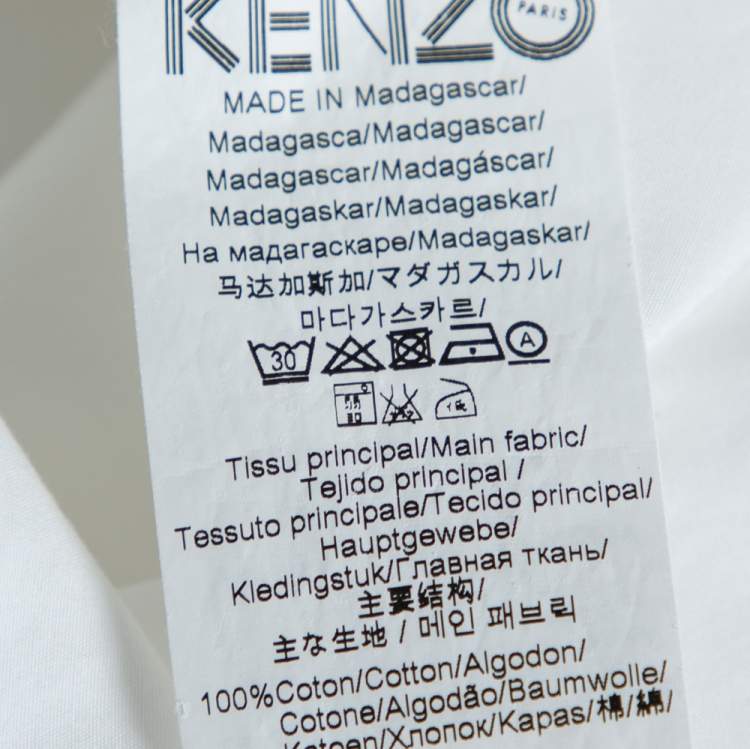 KENZO
PARIS
MADE IN Madagascar/
Madagasca/Madagascar/
Madagascar/Madagáscar/
Madagaskar/Madagaskar/
На мадагаскаре/Madagaskar/
马达加斯加/マダガスカル/
마다가스카르/
30 A
Tissu principal/Main fabric/
Tejido principal /
Tessuto principale/Tecido principal/
Hauptgewebe/
Kledingstuk/Главная ткань/
主要结构/
主な生地 / 메인 패브릭
100%Coton/Cotton/Algodon/
Cotone/Algodão/Baumwolle/
Katoen/Хлопок/Kapas/棉/綿/